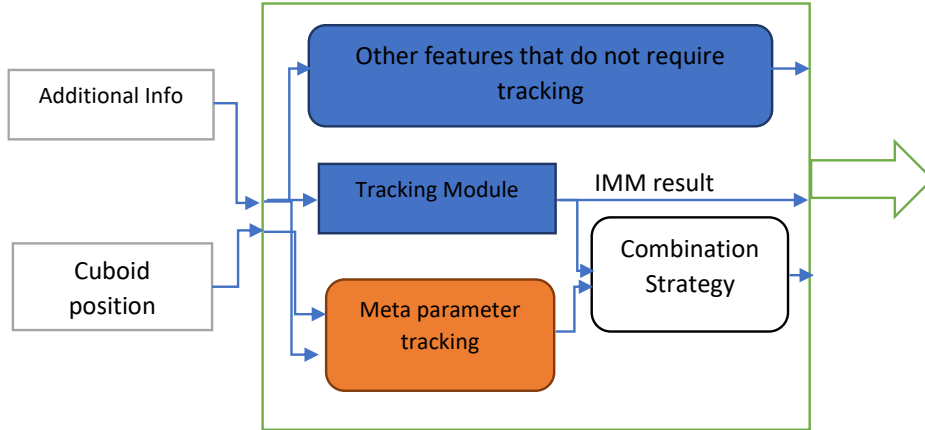 Other features that do not require
tracking
Additional Info
Tracking Module
IMM result
Cuboid
position
Combination
Strategy
Meta parameter
tracking